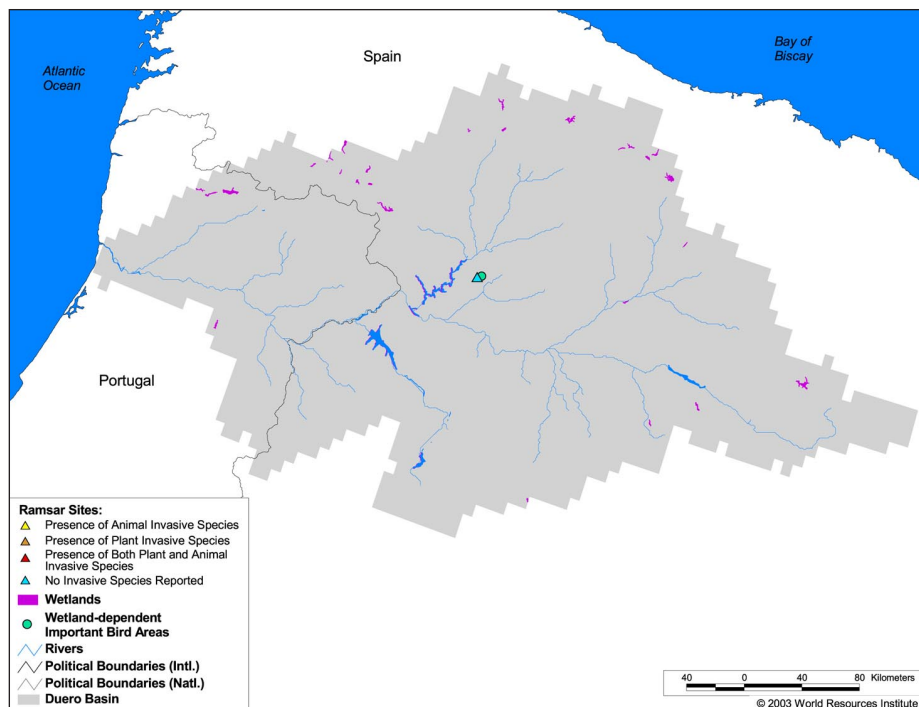 Atlantic
Ocean
Spain
Bay of
Biscay
Portugal
Ramsar Sites:
Presence of Animal Invasive Species
Presence of Plant Invasive Species
Presence of Both Plant and Animal
Invasive Species
No Invasive Species Reported
Wetlands
Wetland-dependent
Important Bird Areas
Rivers
Political Boundaries (Intl.)
Political Boundaries (Natl.)
Duero Basin
40 0 40 80 Kilometers
© 2003 World Resources Institute